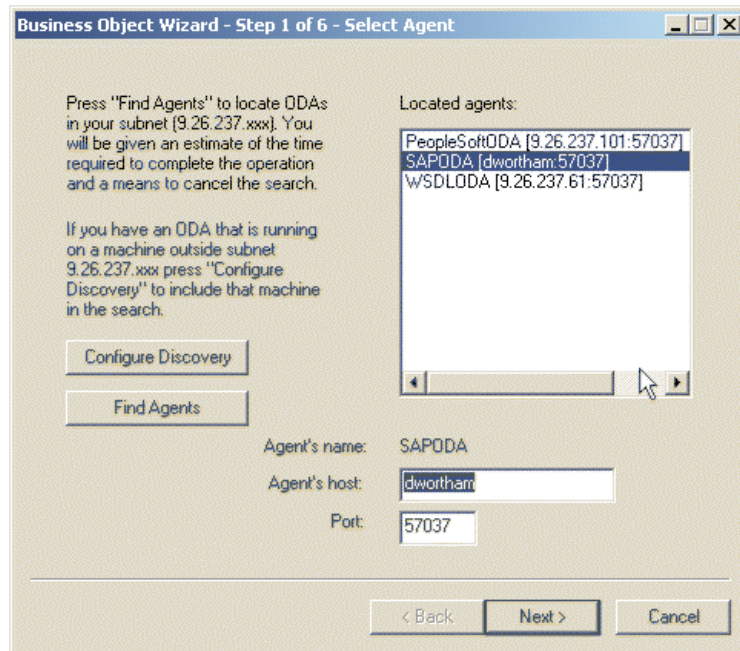 Business Object Wizard - Step 1 of 6 - Select Agent
Press "Find Agents" to locate ODAs
in your subnet (9.26.237.xxx). You
will be given an estimate of the time
required to complete the operation
and a means to cancel the search.
If you have an ODA that is running
on a machine outside subnet
9.26.237.xxx press "Configure
Discovery" to include that machine
in the search.
Configure Discovery
Find Agents
Located agents:
PeopleSoftODA [9.26.237.101:57037]
SAPODA [dwortham:57037]
WSDLODA [9.26.237.61:57037]
Agent's name: SAPODA
Agent's host: dwortham
Port: 57037
< Back
Next >
Cancel